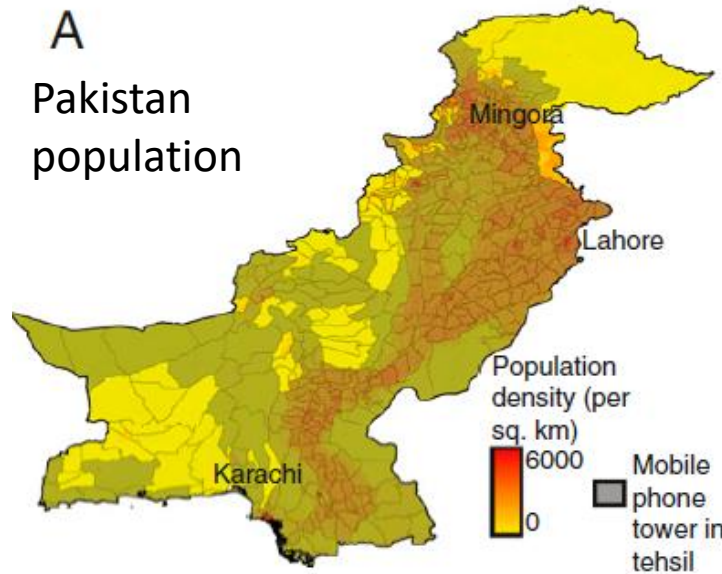 A
Pakistan
population
Mingora
Lahore
Karachi
Population
density (per
sq. km)
6000
0
Mobile
phone
tower in
tehsil